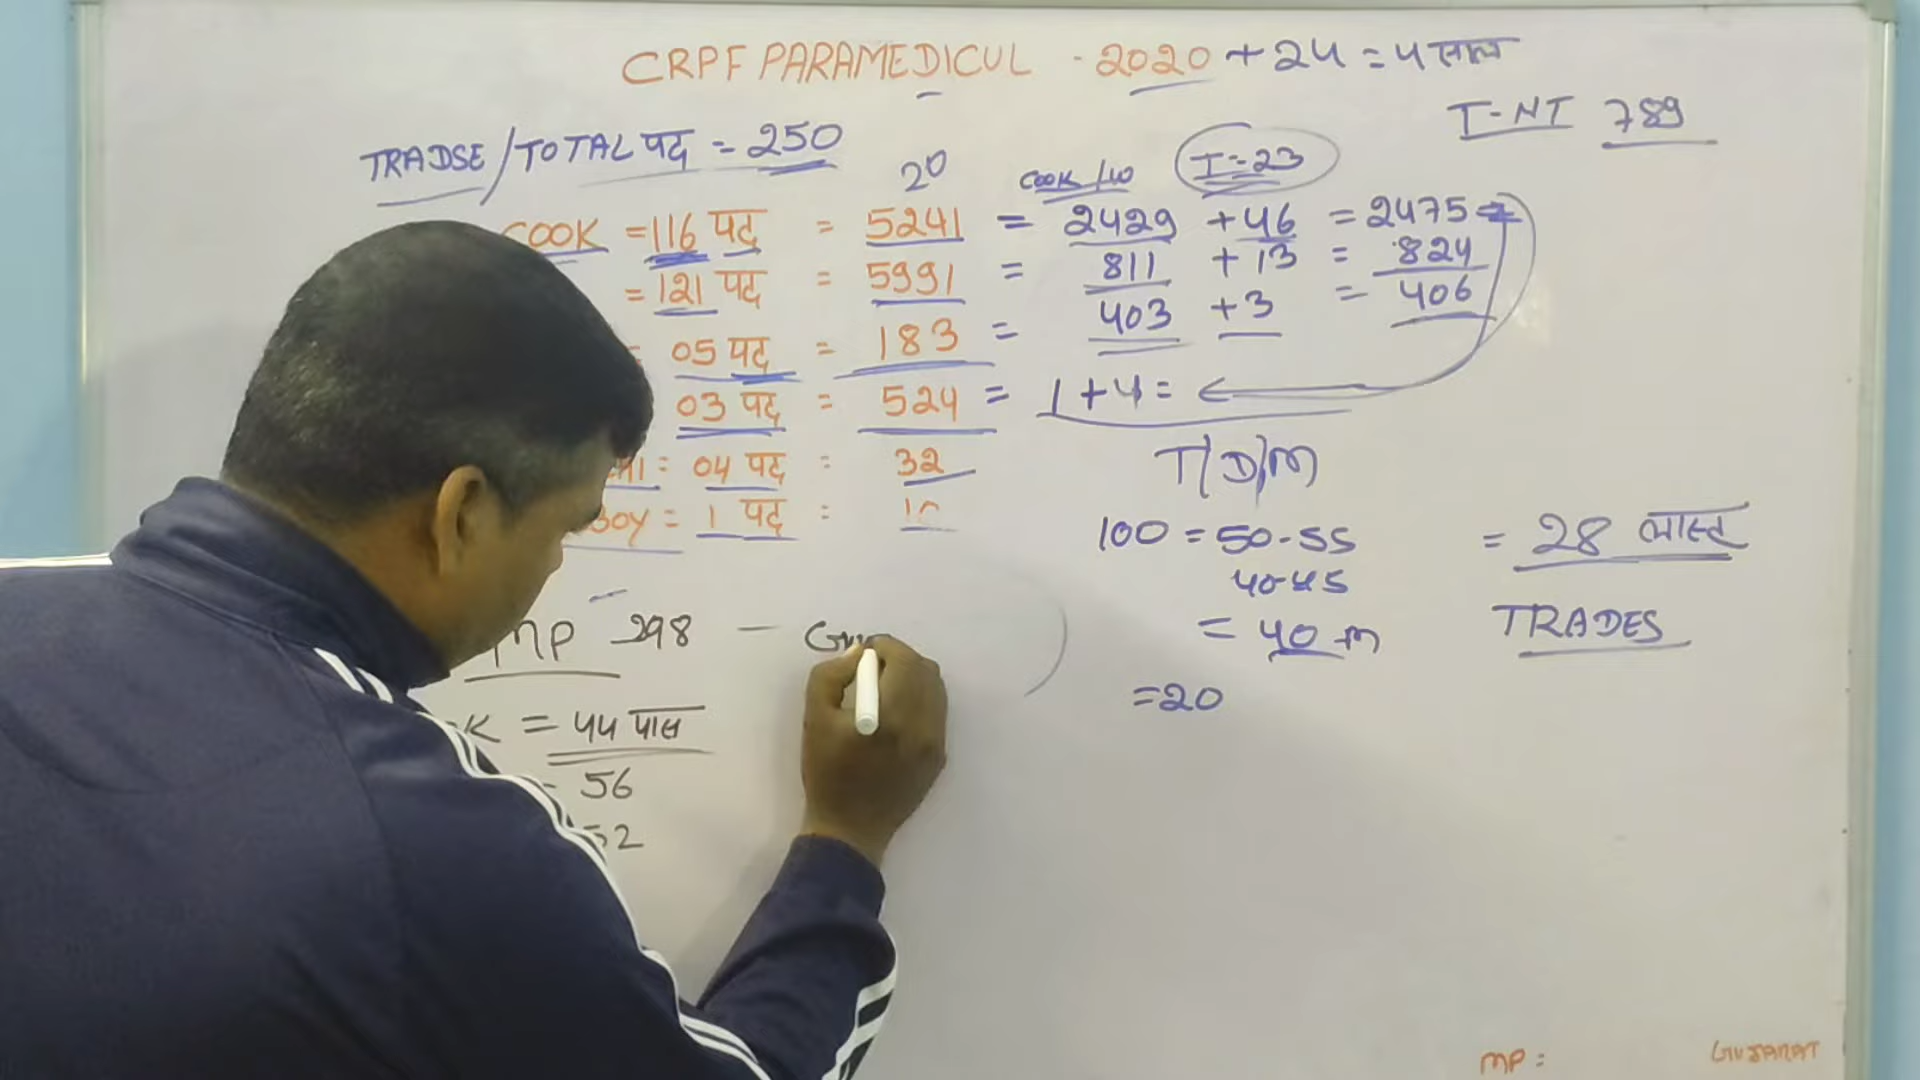 CRPF PARAMEDICUL - 2020 + 24 = 4 साल
T-NT 789
TRADSE / TOTAL पद = 250
20
COOK / W
T=23
COOK = 116 पद = 5241 = 2429 + 46 = 2475
= 121 पद = 5991 = 811 + 13 = 824
= 05 पद = 183 = 403 + 3 = 406
03 पद = 524 = 1 + 4 =
: 04 पद = 32
BOY = 1 पद :
T/D/M
100 = 50-55 = 28
40-45
= 40 m TRADES
= 20
MP 298 -
K = 44 पास
= 56
52
MP : GUJARAT